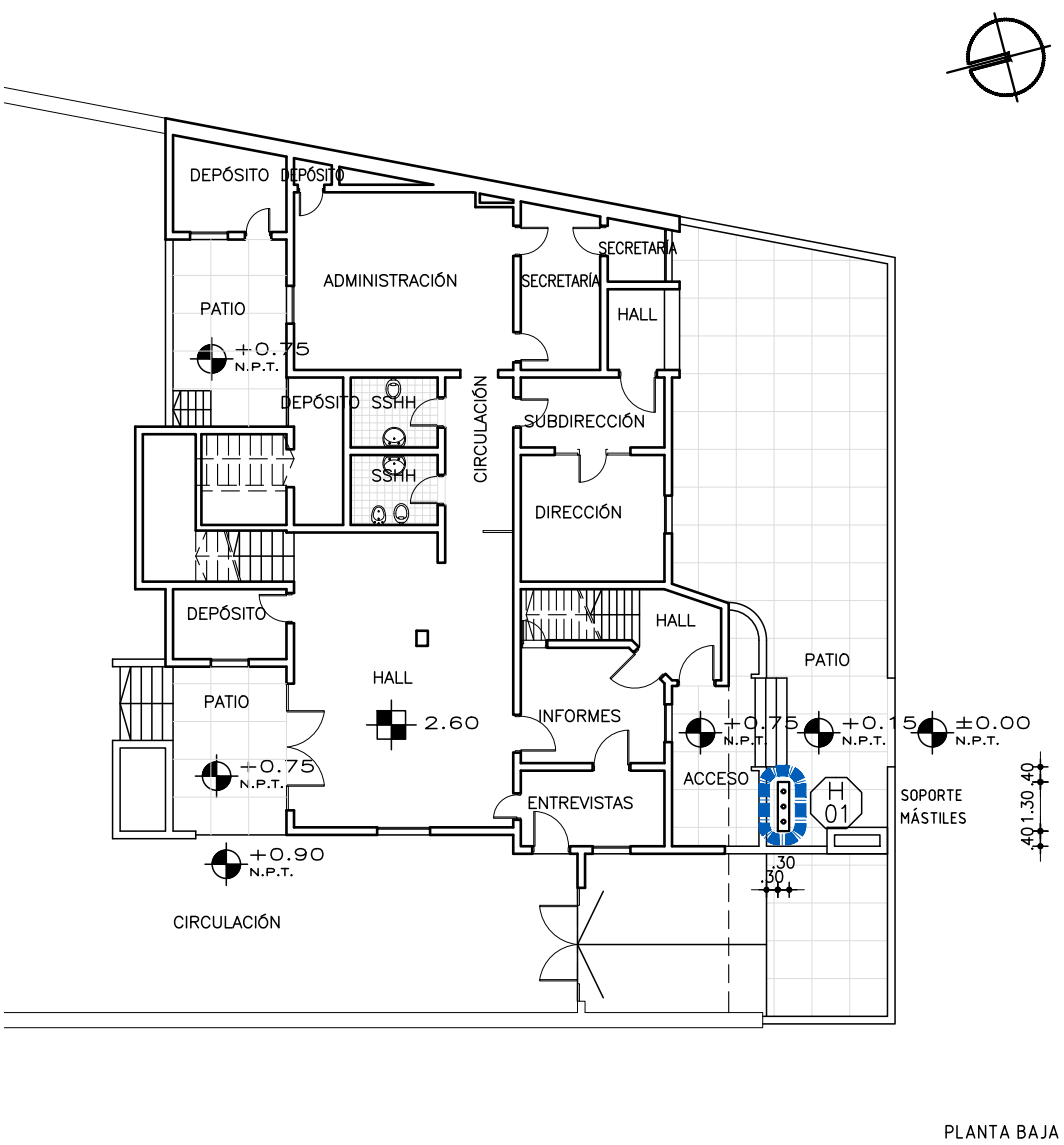 DEPÓSITO
DEPÓSITO
SECRETARÍA
ADMINISTRACIÓN
SECRETARÍA
PATIO
HALL
+0.75
N.P.T.
DEPÓSITO
SSHH
CIRCULACIÓN
SUBDIRECCIÓN
SSHH
DIRECCIÓN
DEPÓSITO
HALL
PATIO
HALL
PATIO
INFORMES
2.60
+0.75
N.P.T.
+0.15
N.P.T.
±0.00
N.P.T.
+0.75
N.P.T.
ACCESO
ENTREVISTAS
H
01
SOPORTE
MÁSTILES
.40
1.30
.40
+0.90
N.P.T.
.30
.30
CIRCULACIÓN
PLANTA BAJA